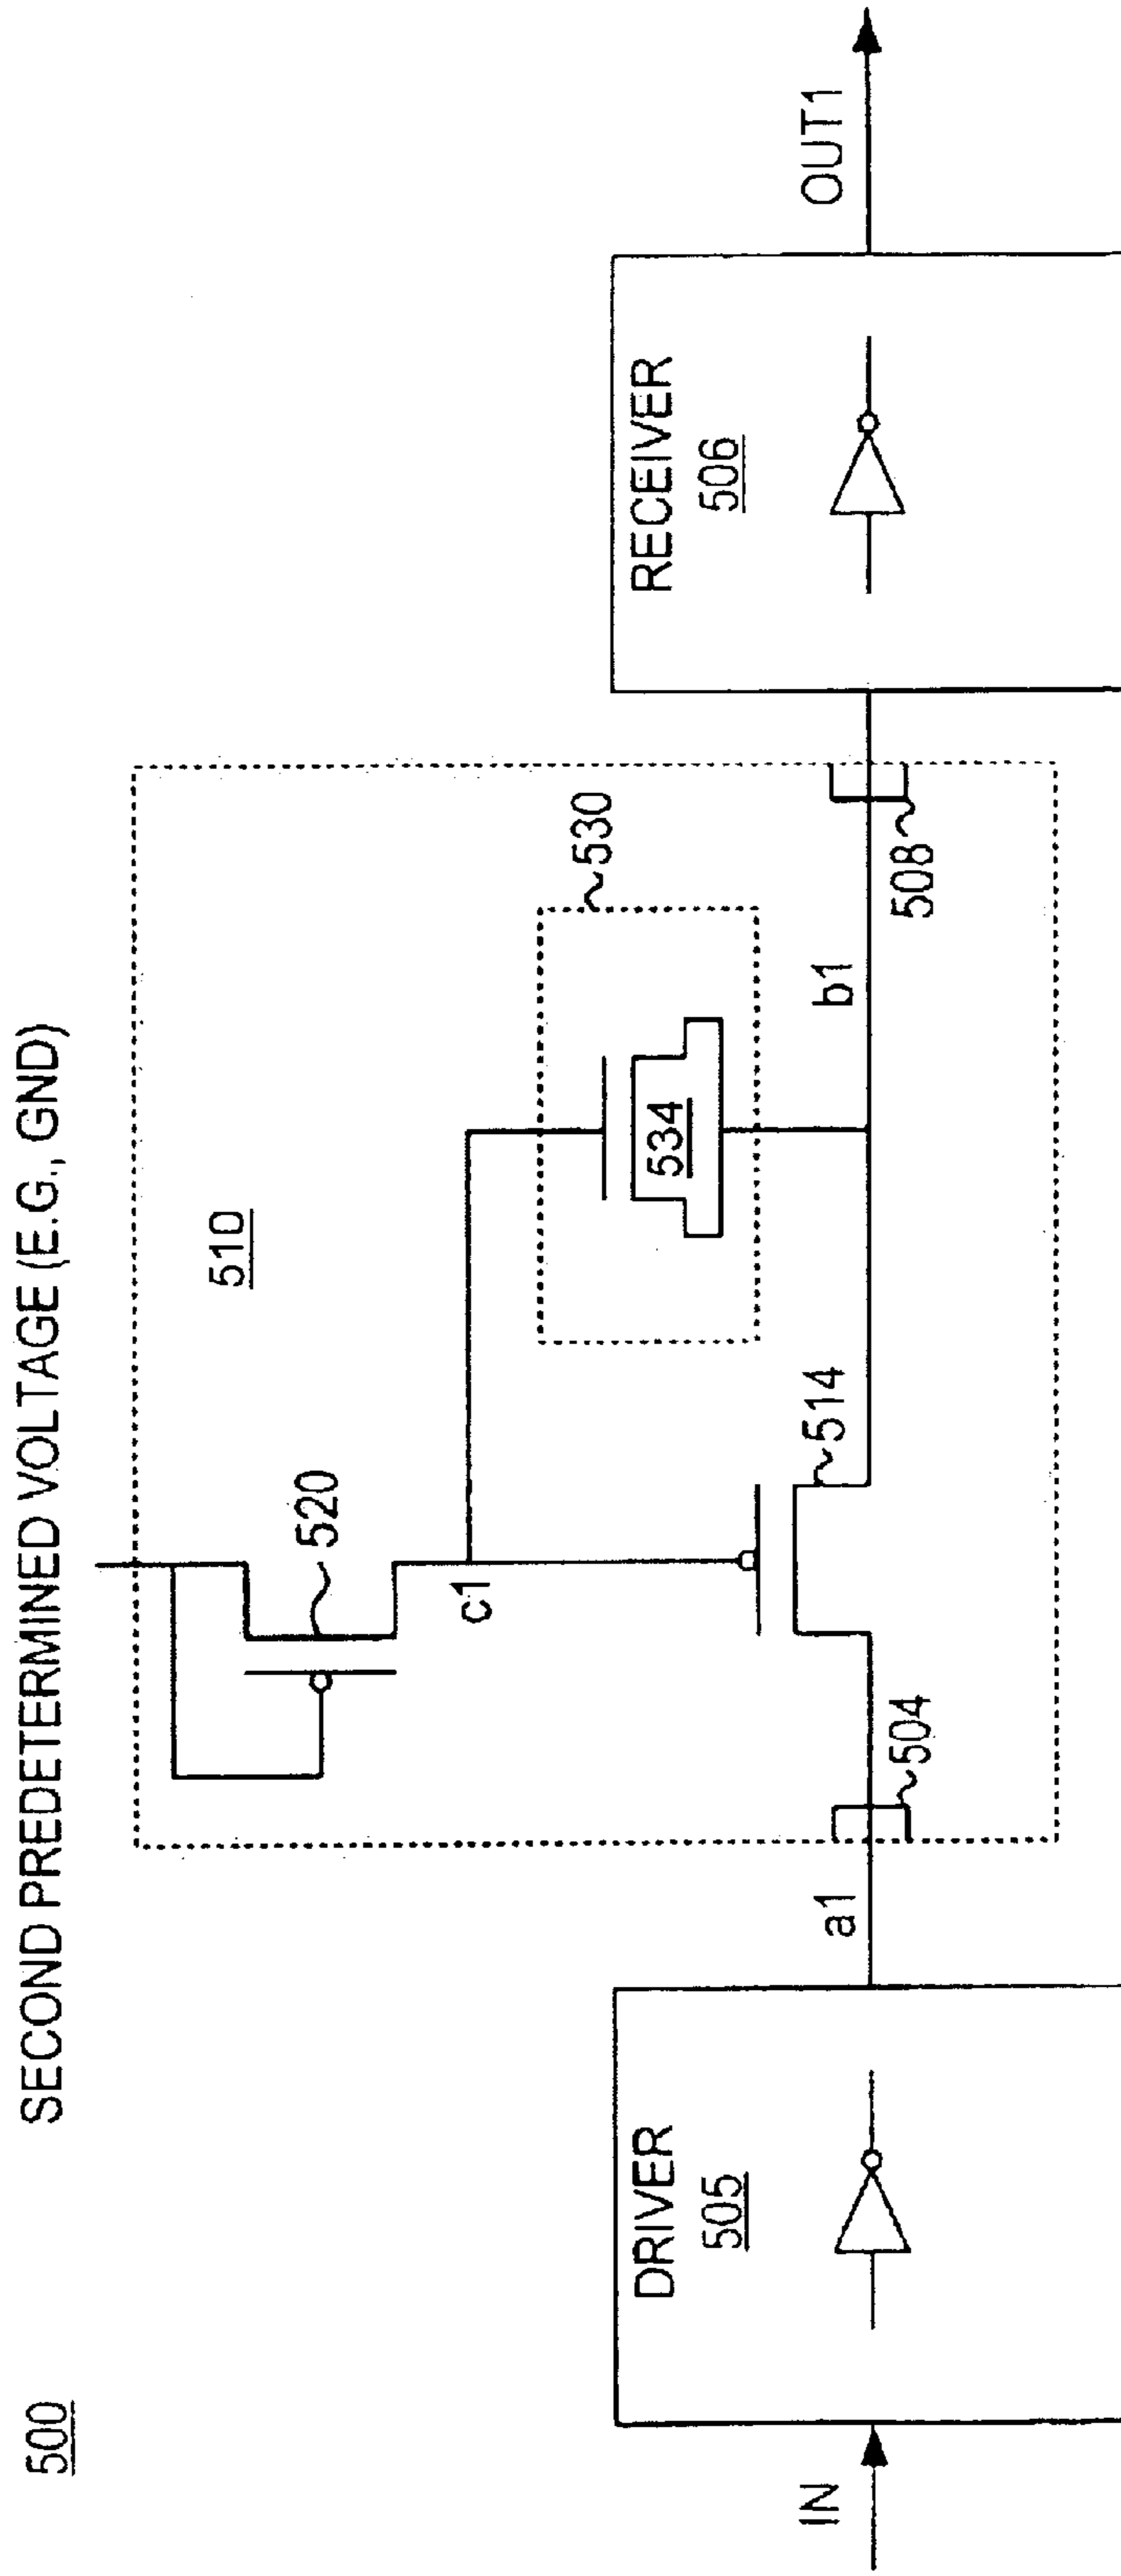 500
SECOND PREDETERMINED VOLTAGE (E.G., GND)
510
520
c1
530
534
514
b1
508
504
a1
IN
DRIVER
505
RECEIVER
506
OUT1